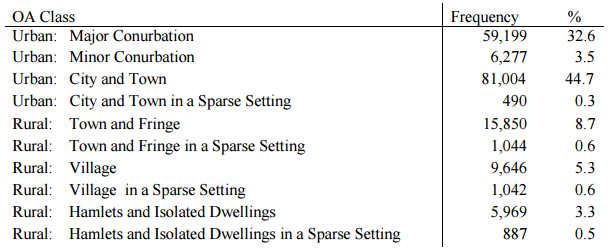 OA Class Frequency %
Urban: Major Conurbation 59,199 32.6
Urban: Minor Conurbation 6,277 3.5
Urban: City and Town 81,004 44.7
Urban: City and Town in a Sparse Setting 490 0.3
Rural: Town and Fringe 15,850 8.7
Rural: Town and Fringe in a Sparse Setting 1,044 0.6
Rural: Village 9,646 5.3
Rural: Village in a Sparse Setting 1,042 0.6
Rural: Hamlets and Isolated Dwellings 5,969 3.3
Rural: Hamlets and Isolated Dwellings in a Sparse Setting 887 0.5